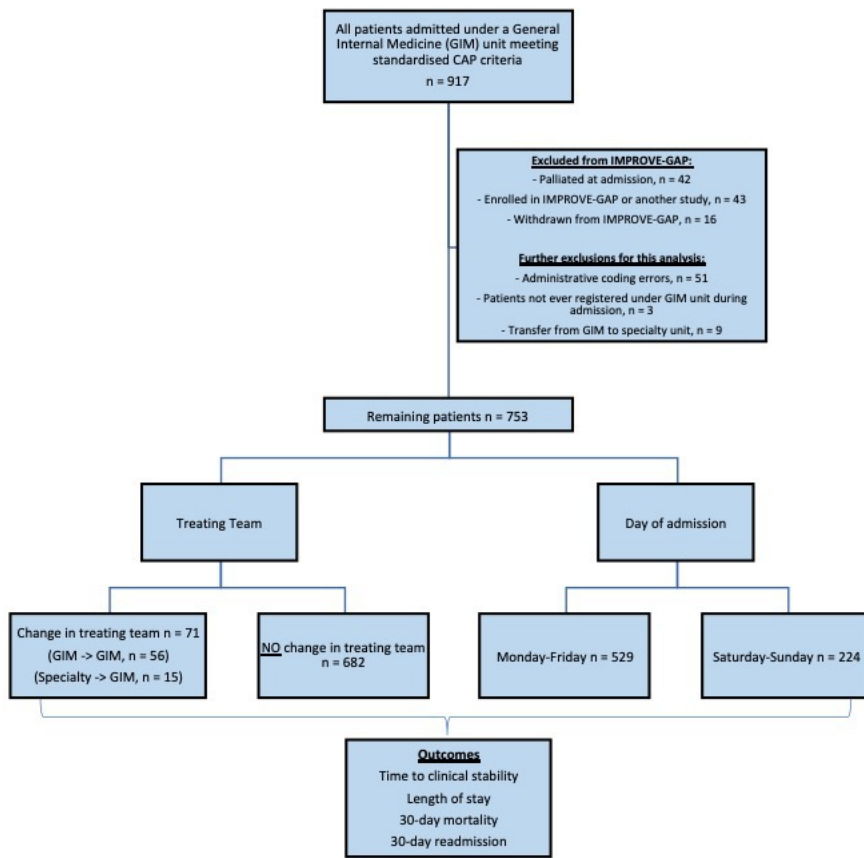 All patients admitted under a General
Internal Medicine (GIM) unit meeting
standardised CAP criteria
n = 917
Excluded from IMPROVE-GAP:
- Palliated at admission, n = 42
- Enrolled in IMPROVE-GAP or another study, n = 43
- Withdrawn from IMPROVE-GAP, n = 16
Further exclusions for this analysis:
- Administrative coding errors, n = 51
- Patients not ever registered under GIM unit during
admission, n = 3
- Transfer from GIM to specialty unit, n = 9
Remaining patients n = 753
Treating Team
Day of admission
Change in treating team n = 71
(GIM -> GIM, n = 56)
(Specialty -> GIM, n = 15)
NO change in treating team
n = 682
Monday-Friday n = 529
Saturday-Sunday n = 224
Outcomes
Time to clinical stability
Length of stay
30-day mortality
30-day readmission